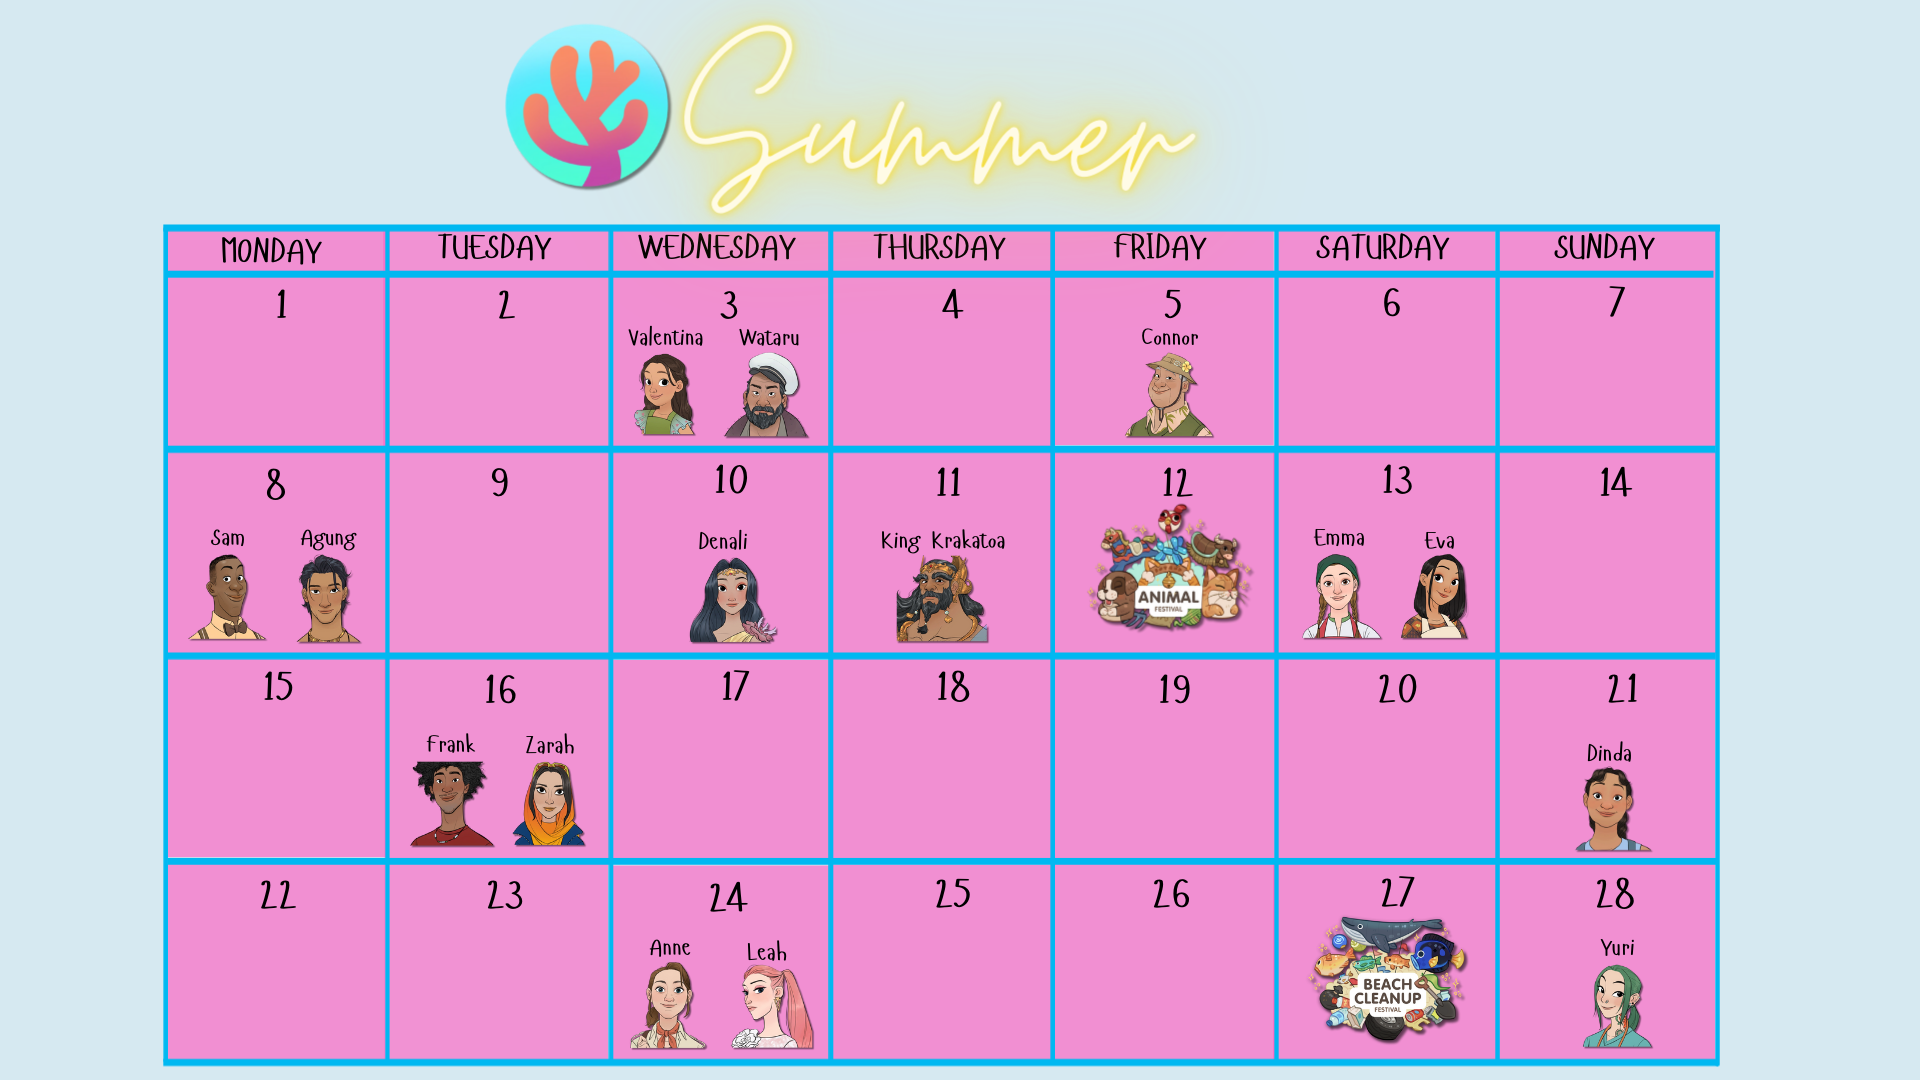 Summer
MONDAY TUESDAY WEDNESDAY THURSDAY FRIDAY SATURDAY SUNDAY
1 2 3 4 5 6 7
Valentina Wataru Connor
8 9 10 11 12 13 14
Sam Agung Denali King Krakatoa Emma Eva
ANIMAL
FESTIVAL
15 16 17 18 19 20 21
Frank Zarah Dinda
22 23 24 25 26 27 28
Anne Leah Yuri
BEACH
CLEANUP
FESTIVAL